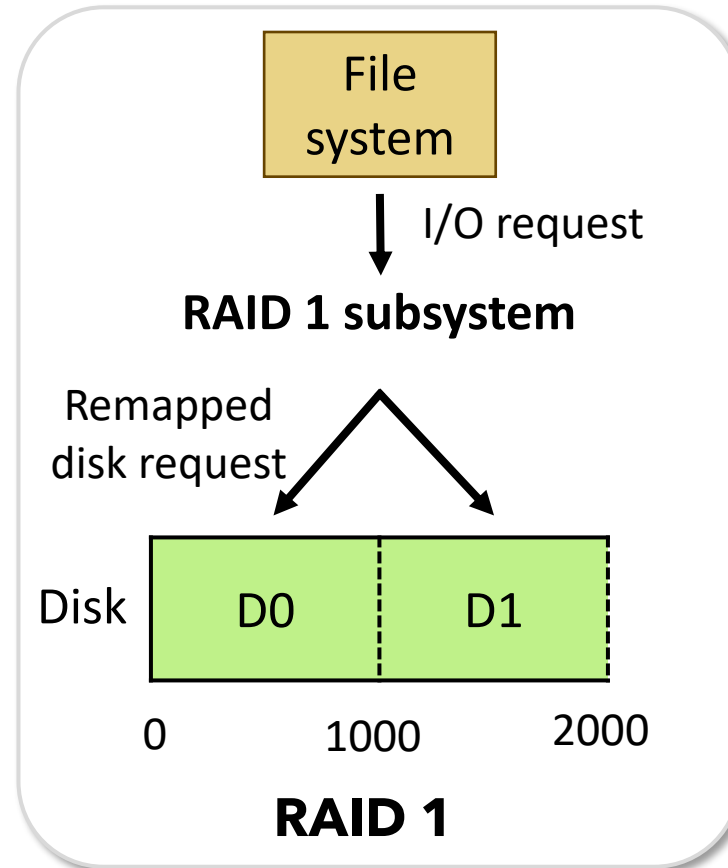 File
system
I/O request
RAID 1 subsystem
Remapped
disk request
Disk D0 D1
0 1000 2000
RAID 1